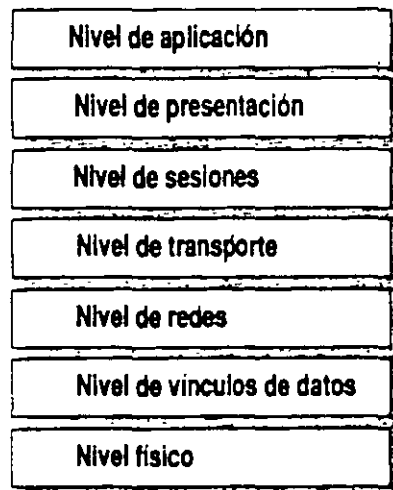 Nivel de aplicación
Nivel de presentación
Nivel de sesiones
Nivel de transporte
Nivel de redes
Nivel de vínculos de datos
Nivel físico